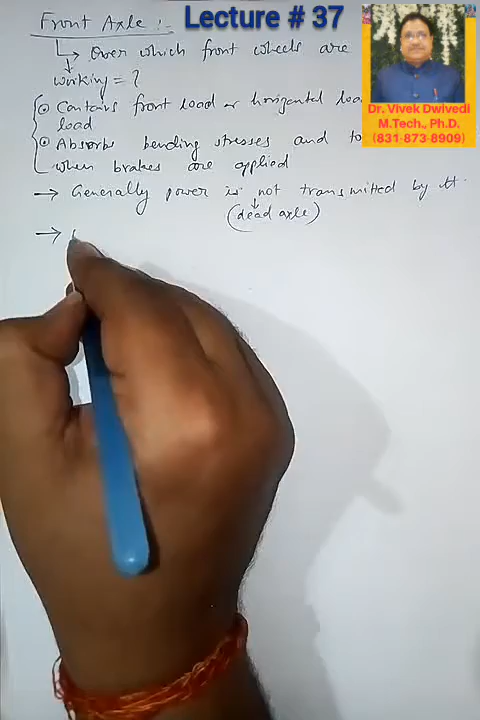 Lecture # 37
Front Axle :-
Over which front wheels are
working = ?
Contains front load or horizontal loa
load
Absorbs bending stresses and to
when brakes are applied
Generally power is not transmitted by it.
(dead axle)
Dr. Vivek Dwivedi
M.Tech., Ph.D.
(831-873-8909)